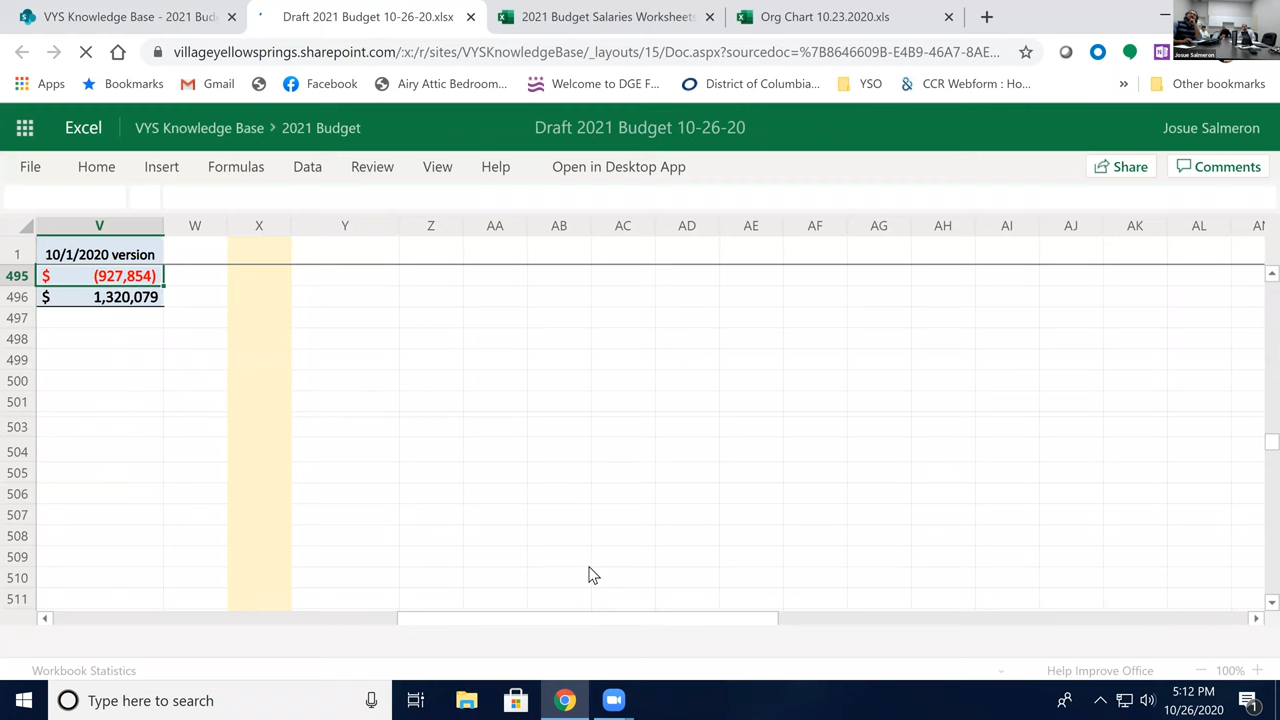 VYS Knowledge Base - 2021 Bud
Draft 2021 Budget 10-26-20.xlsx
2021 Budget Salaries Worksheets
Org Chart 10.23.2020.xls
villageyellowsprings.sharepoint.com/:x:/r/sites/VYSKnowledgeBase/_layouts/15/Doc.aspx?sourcedoc=%7B8646609B-E4B9-46A7-8AE...
Josue Salmeron
Apps Bookmarks Gmail Facebook Airy Attic Bedroom... Welcome to DGE F... District of Columbia... YSO CCR Webform : Ho... » Other bookmarks
Excel VYS Knowledge Base > 2021 Budget Draft 2021 Budget 10-26-20 Josue Salmeron
File Home Insert Formulas Data Review View Help Open in Desktop App Share Comments
V W X Y Z AA AB AC AD AE AF AG AH AI AJ AK AL AN
1 10/1/2020 version
495 $ (927,854)
496 $ 1,320,079
497
498
499
500
501
503
504
505
506
507
508
509
510
511
Workbook Statistics Help Improve Office 100%
Type here to search
5:12 PM
10/26/2020
1